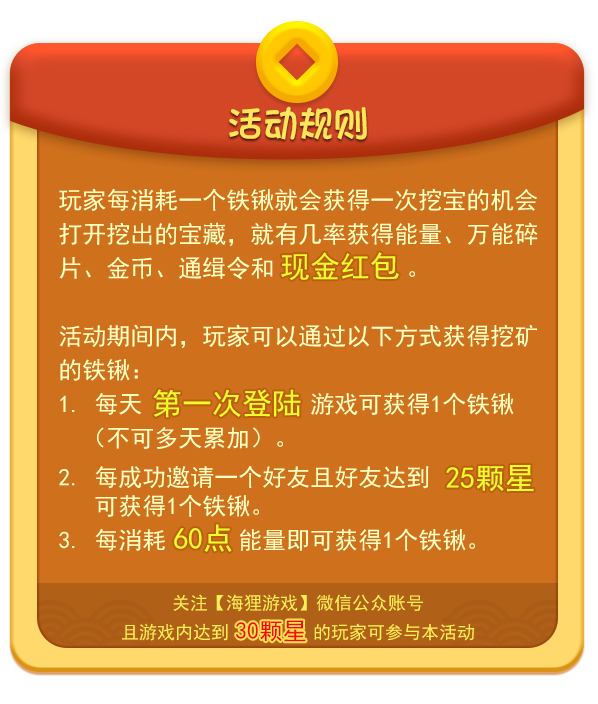 活动规则
玩家每消耗一个铁锹就会获得一次挖宝的机会
打开挖出的宝藏，就有几率获得能量、万能碎
片、金币、通缉令和 现金红包 。
活动期间内，玩家可以通过以下方式获得挖矿
的铁锹：
1. 每天 第一次登陆 游戏可获得1个铁锹
（不可多天累加）。
2. 每成功邀请一个好友且好友达到 25颗星
可获得1个铁锹。
3. 每消耗 60点 能量即可获得1个铁锹。
关注【海狸游戏】微信公众账号
且游戏内达到 30颗星 的玩家可参与本活动